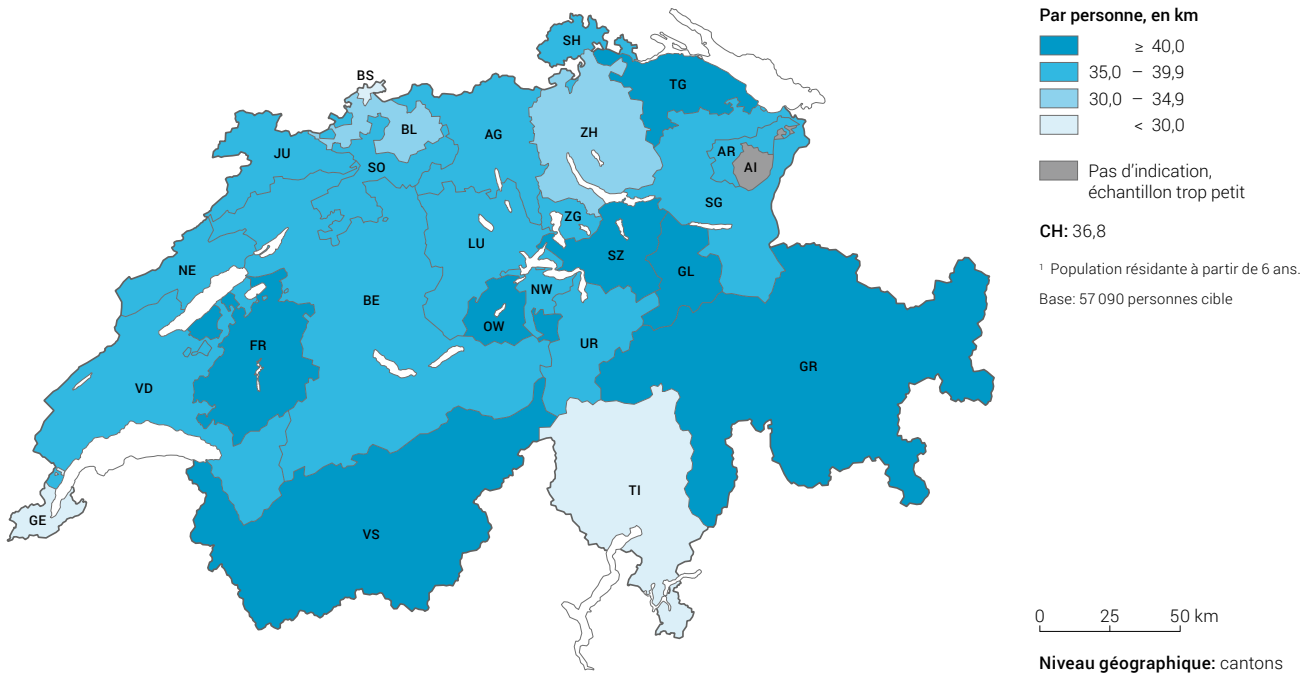 SH
BS
TG
BL
AG
ZH
JU
SO
AR
AI
SG
ZG
LU
SZ
NE
GL
NW
BE
OW
FR
UR
GR
VD
TI
GE
VS
Par personne, en km
≥ 40,0
35,0 – 39,9
30,0 – 34,9
< 30,0
Pas d’indication,
échantillon trop petit
CH: 36,8
¹ Population résidante à partir de 6 ans.
Base: 57 090 personnes cible
0 25 50 km
Niveau géographique: cantons